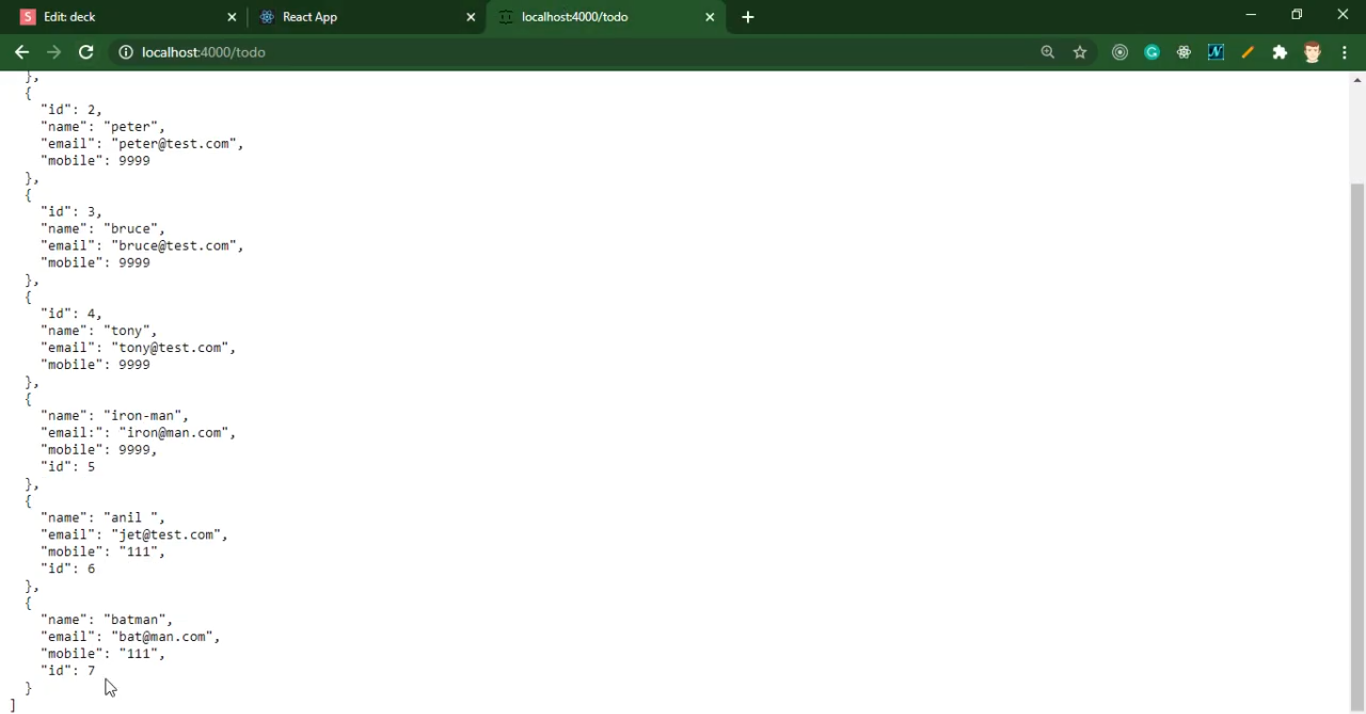 S Edit: deck
React App
localhost:4000/todo
localhost:4000/todo
},
{
"id": 2,
"name": "peter",
"email": "peter@test.com",
"mobile": 9999
},
{
"id": 3,
"name": "bruce",
"email": "bruce@test.com",
"mobile": 9999
},
{
"id": 4,
"name": "tony",
"email": "tony@test.com",
"mobile": 9999
},
{
"name": "iron-man",
"email:": "iron@man.com",
"mobile": 9999,
"id": 5
},
{
"name": "anil ",
"email": "jet@test.com",
"mobile": "111",
"id": 6
},
{
"name": "batman",
"email": "bat@man.com",
"mobile": "111",
"id": 7
}
]